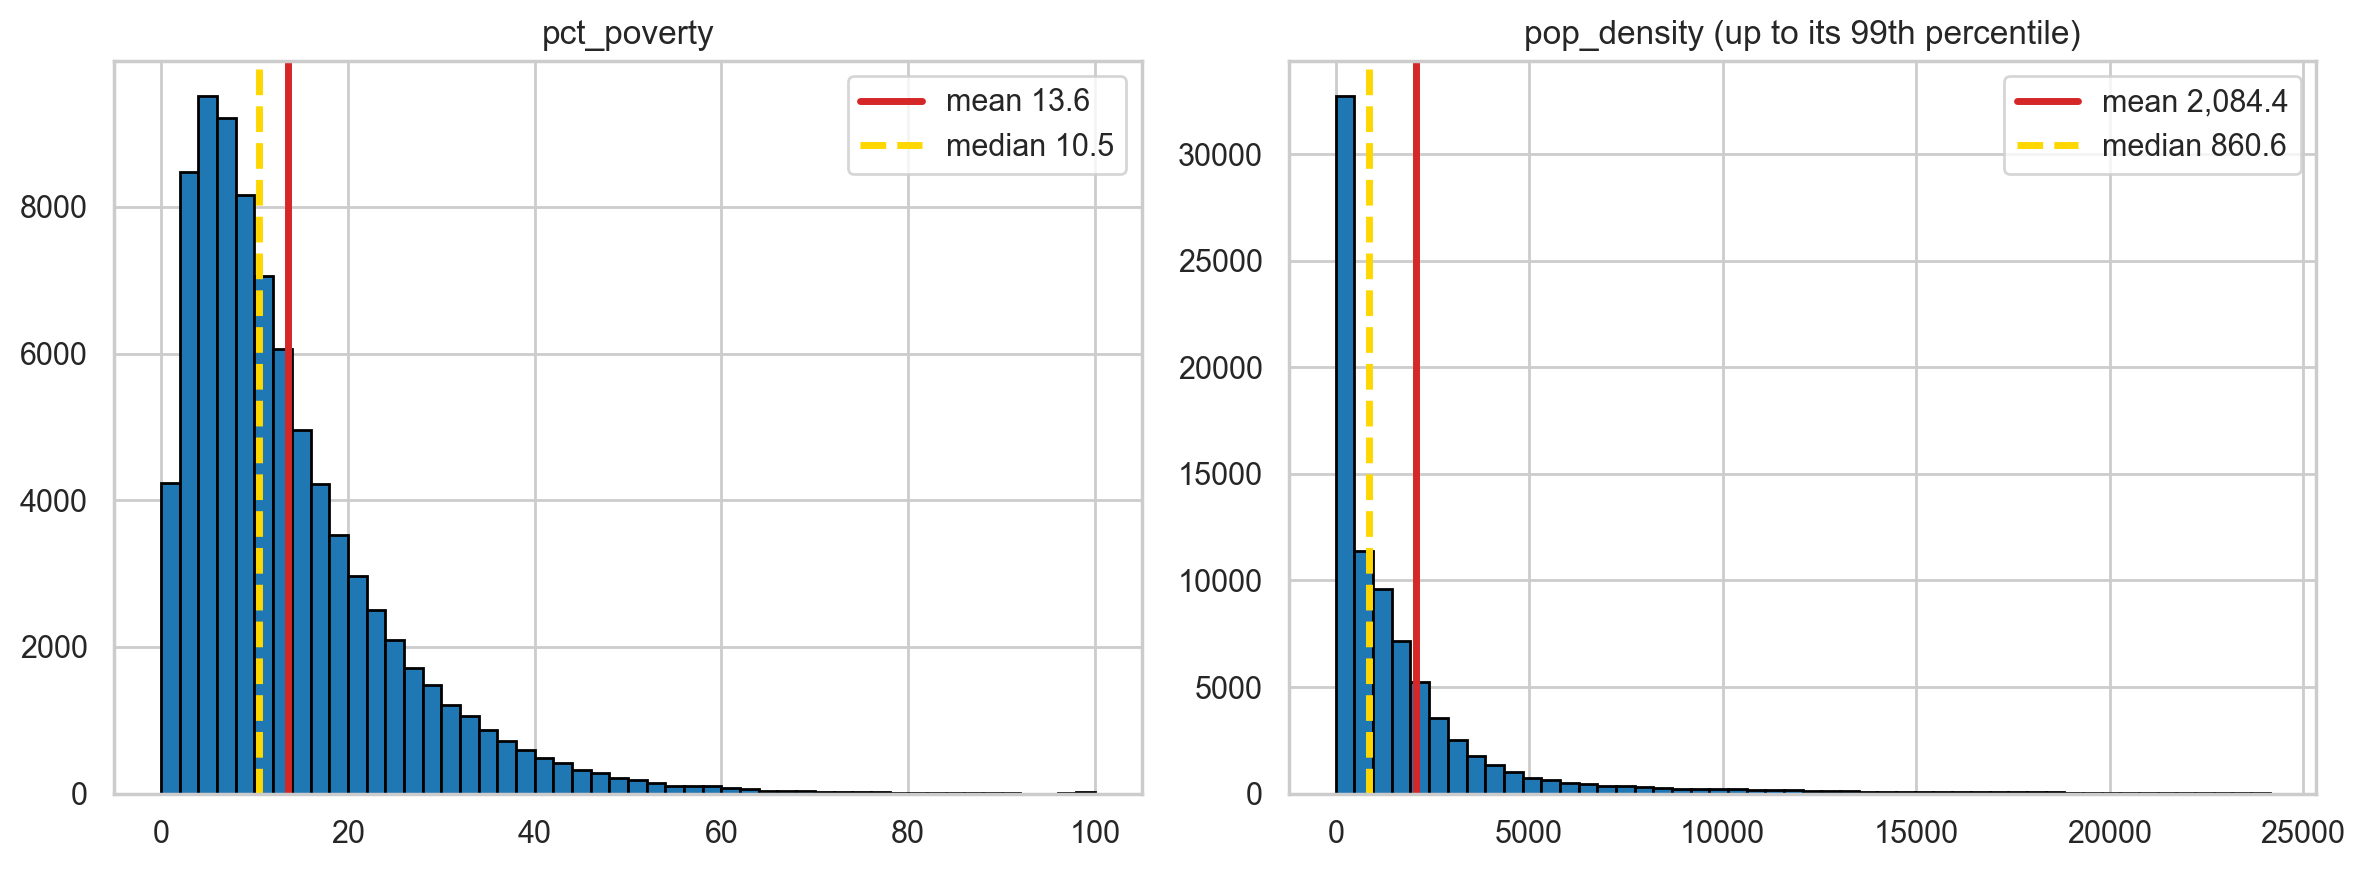 pct_poverty
mean 13.6
median 10.5
8000
6000
4000
2000
0
0 20 40 60 80 100
pop_density (up to its 99th percentile)
mean 2,084.4
median 860.6
30000
25000
20000
15000
10000
5000
0
0 5000 10000 15000 20000 25000